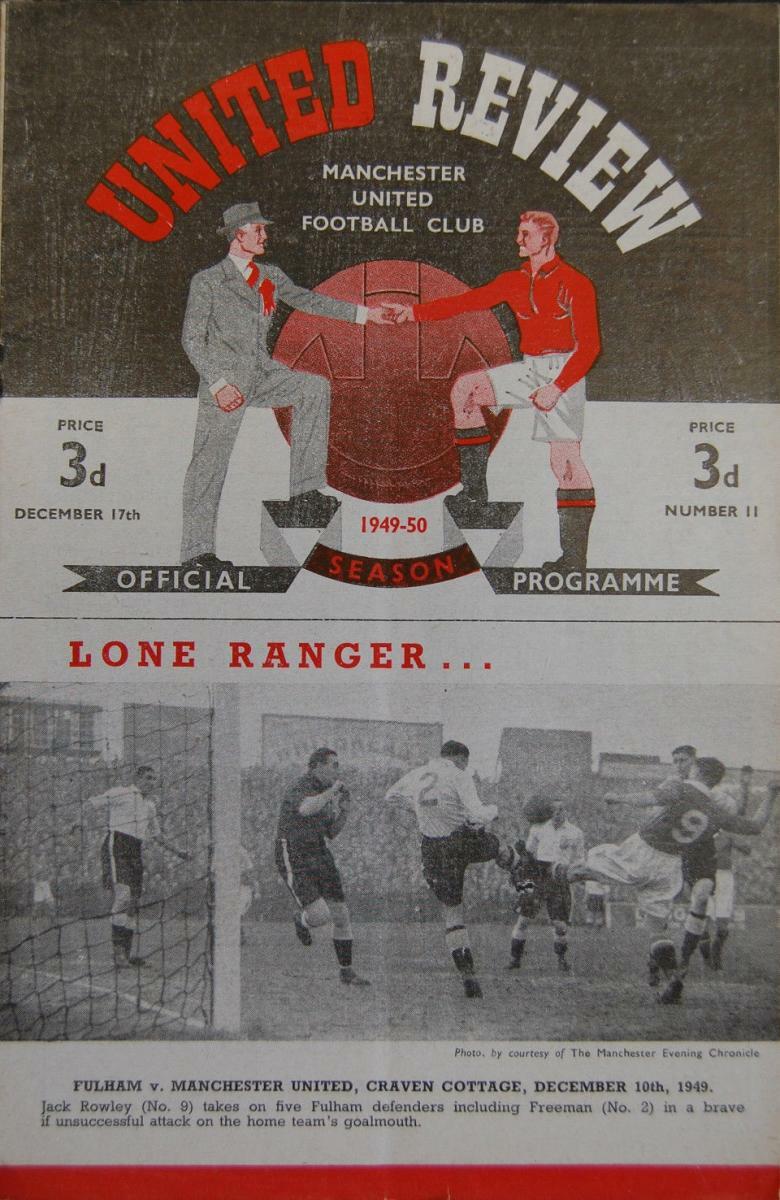 UNITED REVIEW
MANCHESTER
UNITED
FOOTBALL CLUB
PRICE
3d
DECEMBER 17th
PRICE
3d
NUMBER 11
1949-50
OFFICIAL SEASON PROGRAMME
LONE RANGER...
2
9
Photo. by courtesy of The Manchester Evening Chronicle
FULHAM v. MANCHESTER UNITED, CRAVEN COTTAGE, DECEMBER 10th, 1949.
Jack Rowley (No. 9) takes on five Fulham defenders including Freeman (No. 2) in a brave
if unsuccessful attack on the home team's goalmouth.